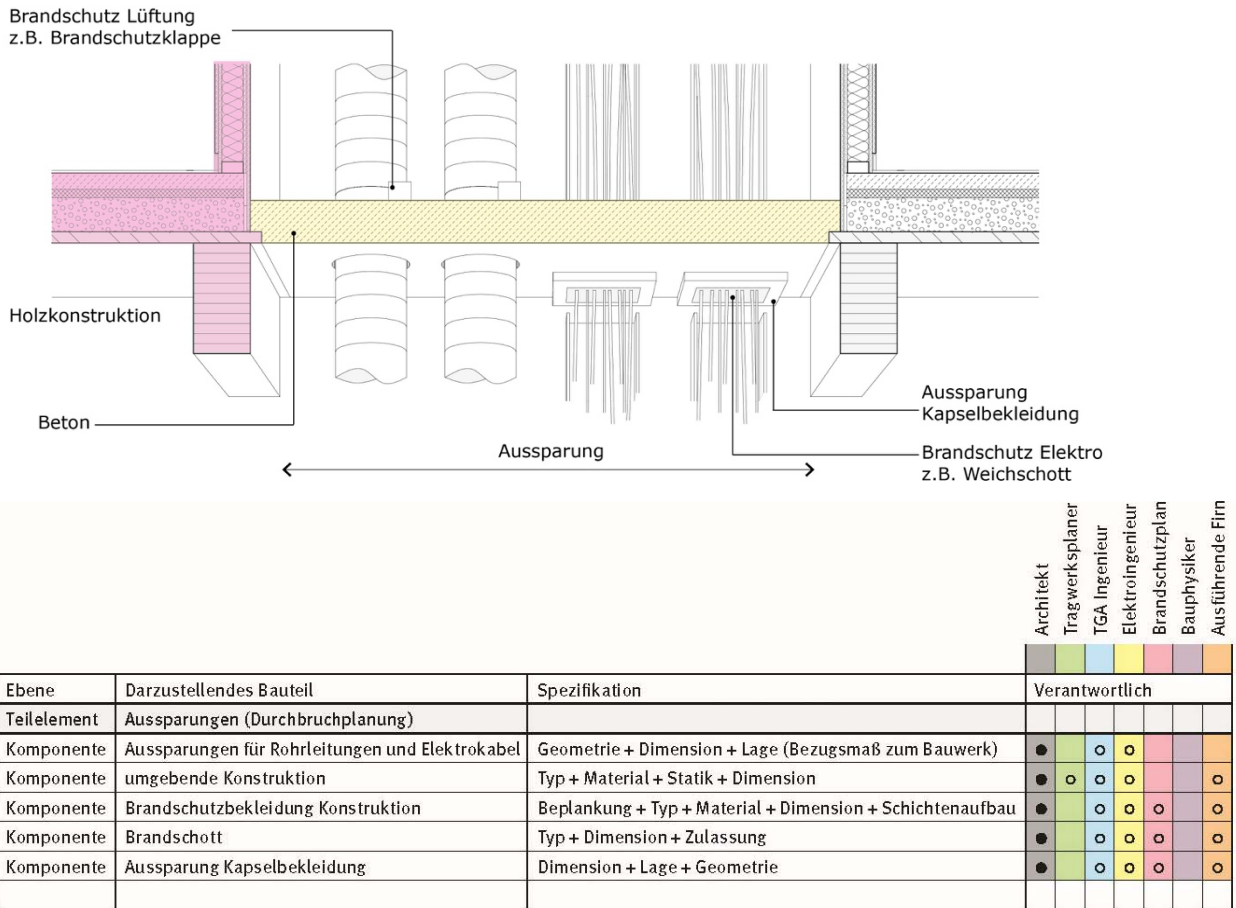 Brandschutz Lüftung
z.B. Brandschutzklappe
Holzkonstruktion
Beton
Aussparung
Aussparung
Kapselbekleidung
Brandschutz Elektro
z.B. Weichschott
Architekt
Tragwerksplaner
TGA Ingenieur
Elektroingenieur
Brandschutzplan
Bauphysiker
Ausführende Firn
Ebene Darzustellendes Bauteil Spezifikation Verantwortlich
Teilelement Aussparungen (Durchbruchplanung)
Komponente Aussparungen für Rohrleitungen und Elektrokabel Geometrie + Dimension + Lage (Bezugsmaß zum Bauwerk)
Komponente umgebende Konstruktion Typ + Material + Statik + Dimension
Komponente Brandschutzbekleidung Konstruktion Beplankung + Typ + Material + Dimension + Schichtenaufbau
Komponente Brandschott Typ + Dimension + Zulassung
Komponente Aussparung Kapselbekleidung Dimension + Lage + Geometrie